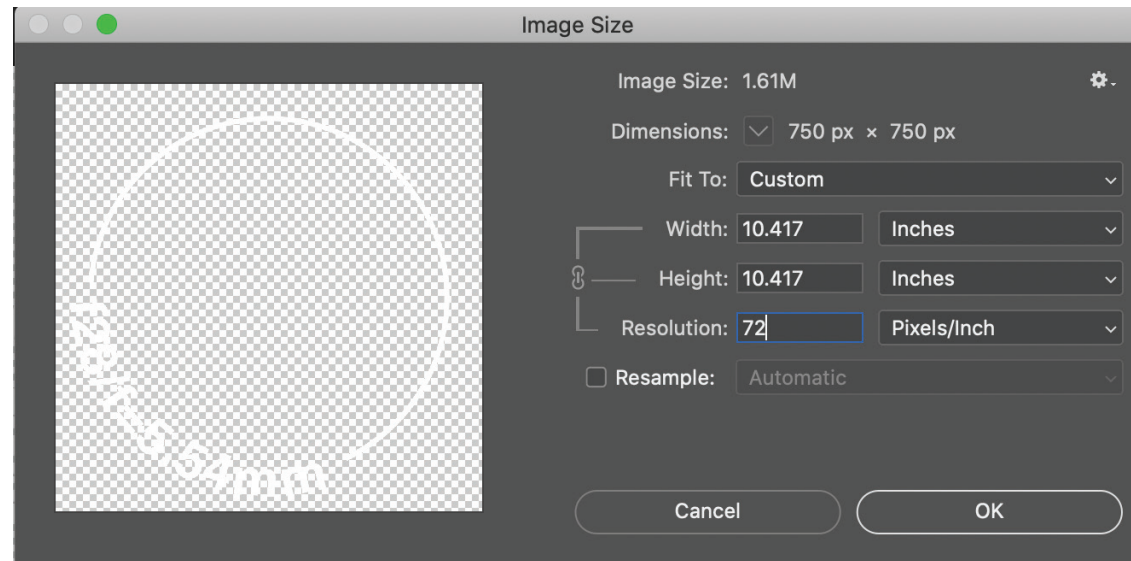 Image Size
Image Size: 1.61M
Dimensions: 750 px × 750 px
Fit To: Custom
Width: 10.417 Inches
Height: 10.417 Inches
Resolution: 72 Pixels/Inch
Resample: Automatic
Cancel OK
54mm